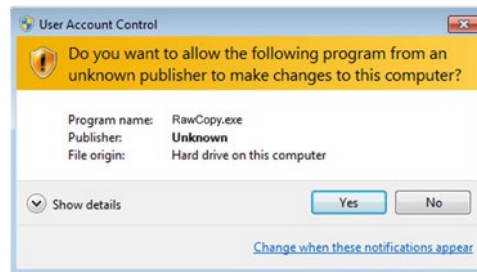 User Account Control
Do you want to allow the following program from an
unknown publisher to make changes to this computer?
Program name: RawCopy.exe
Publisher: Unknown
File origin: Hard drive on this computer
Show details
Yes No
Change when these notifications appear